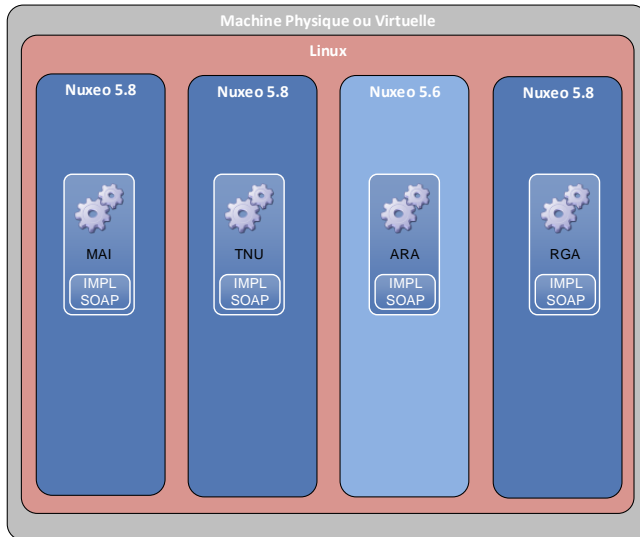 Machine Physique ou Virtuelle
Linux
Nuxeo 5.8
Nuxeo 5.8
Nuxeo 5.6
Nuxeo 5.8
MAI
TNU
ARA
RGA
IMPL
SOAP
IMPL
SOAP
IMPL
SOAP
IMPL
SOAP